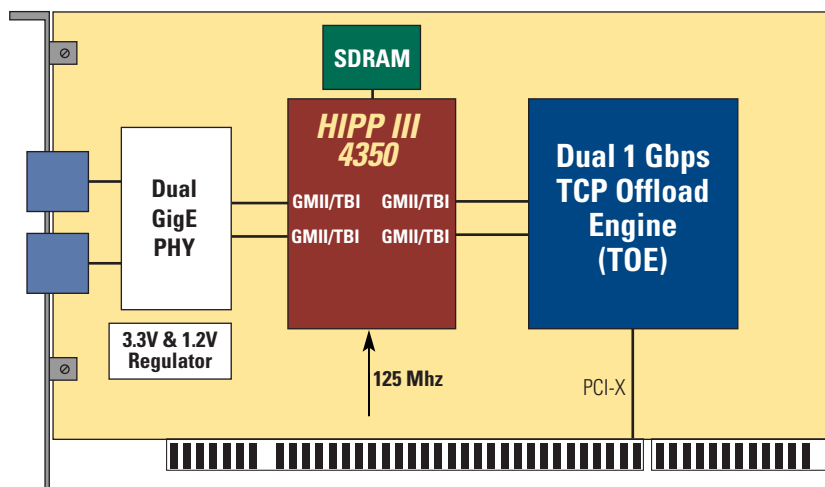 SDRAM
HIPP III
4350
Dual
GigE
PHY
GMII/TBI GMII/TBI
GMII/TBI GMII/TBI
Dual 1 Gbps
TCP Offload
Engine
(TOE)
3.3V & 1.2V
Regulator
125 Mhz
PCI-X